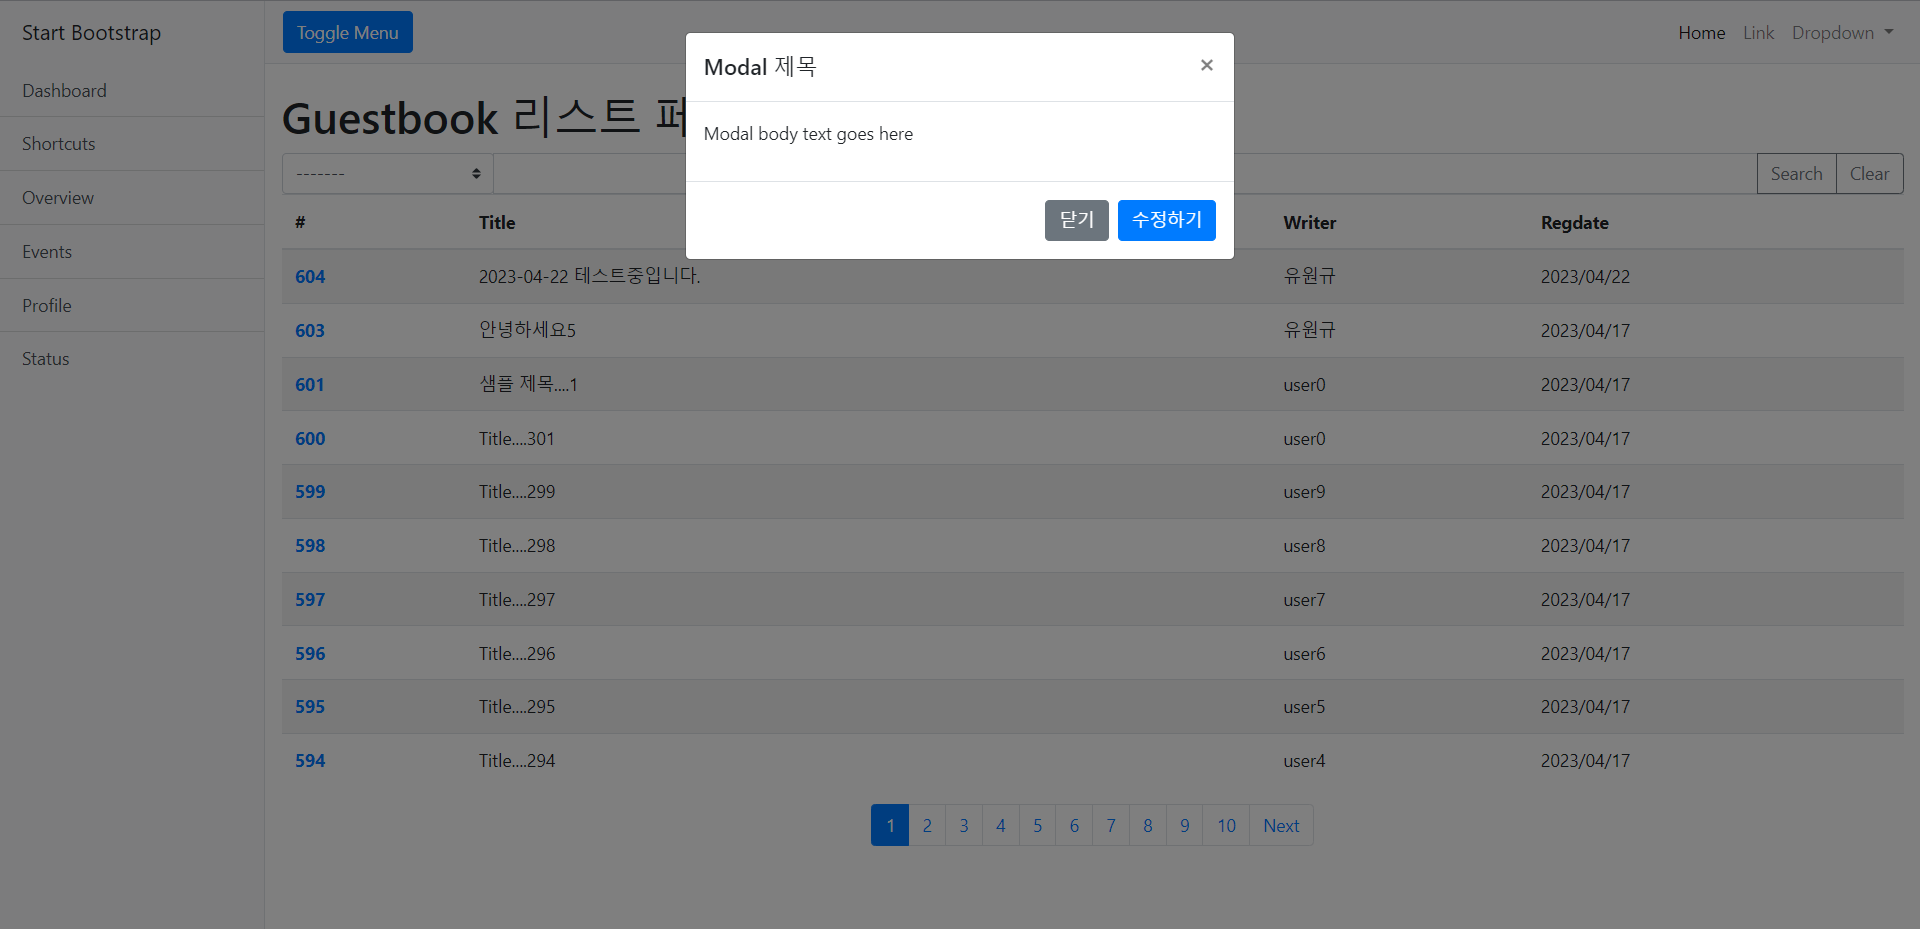 Start Bootstrap
Toggle Menu
Home Link Dropdown
Dashboard
Shortcuts
Overview
Events
Profile
Status
Modal 제목 ×
Modal body text goes here
닫기 수정하기
Guestbook 리스트
------- Search Clear
# Title Writer Regdate
604 2023-04-22 테스트중입니다. 유원규 2023/04/22
603 안녕하세요5 유원규 2023/04/17
601 샘플 제목....1 user0 2023/04/17
600 Title....301 user0 2023/04/17
599 Title....299 user9 2023/04/17
598 Title....298 user8 2023/04/17
597 Title....297 user7 2023/04/17
596 Title....296 user6 2023/04/17
595 Title....295 user5 2023/04/17
594 Title....294 user4 2023/04/17
1 2 3 4 5 6 7 8 9 10 Next